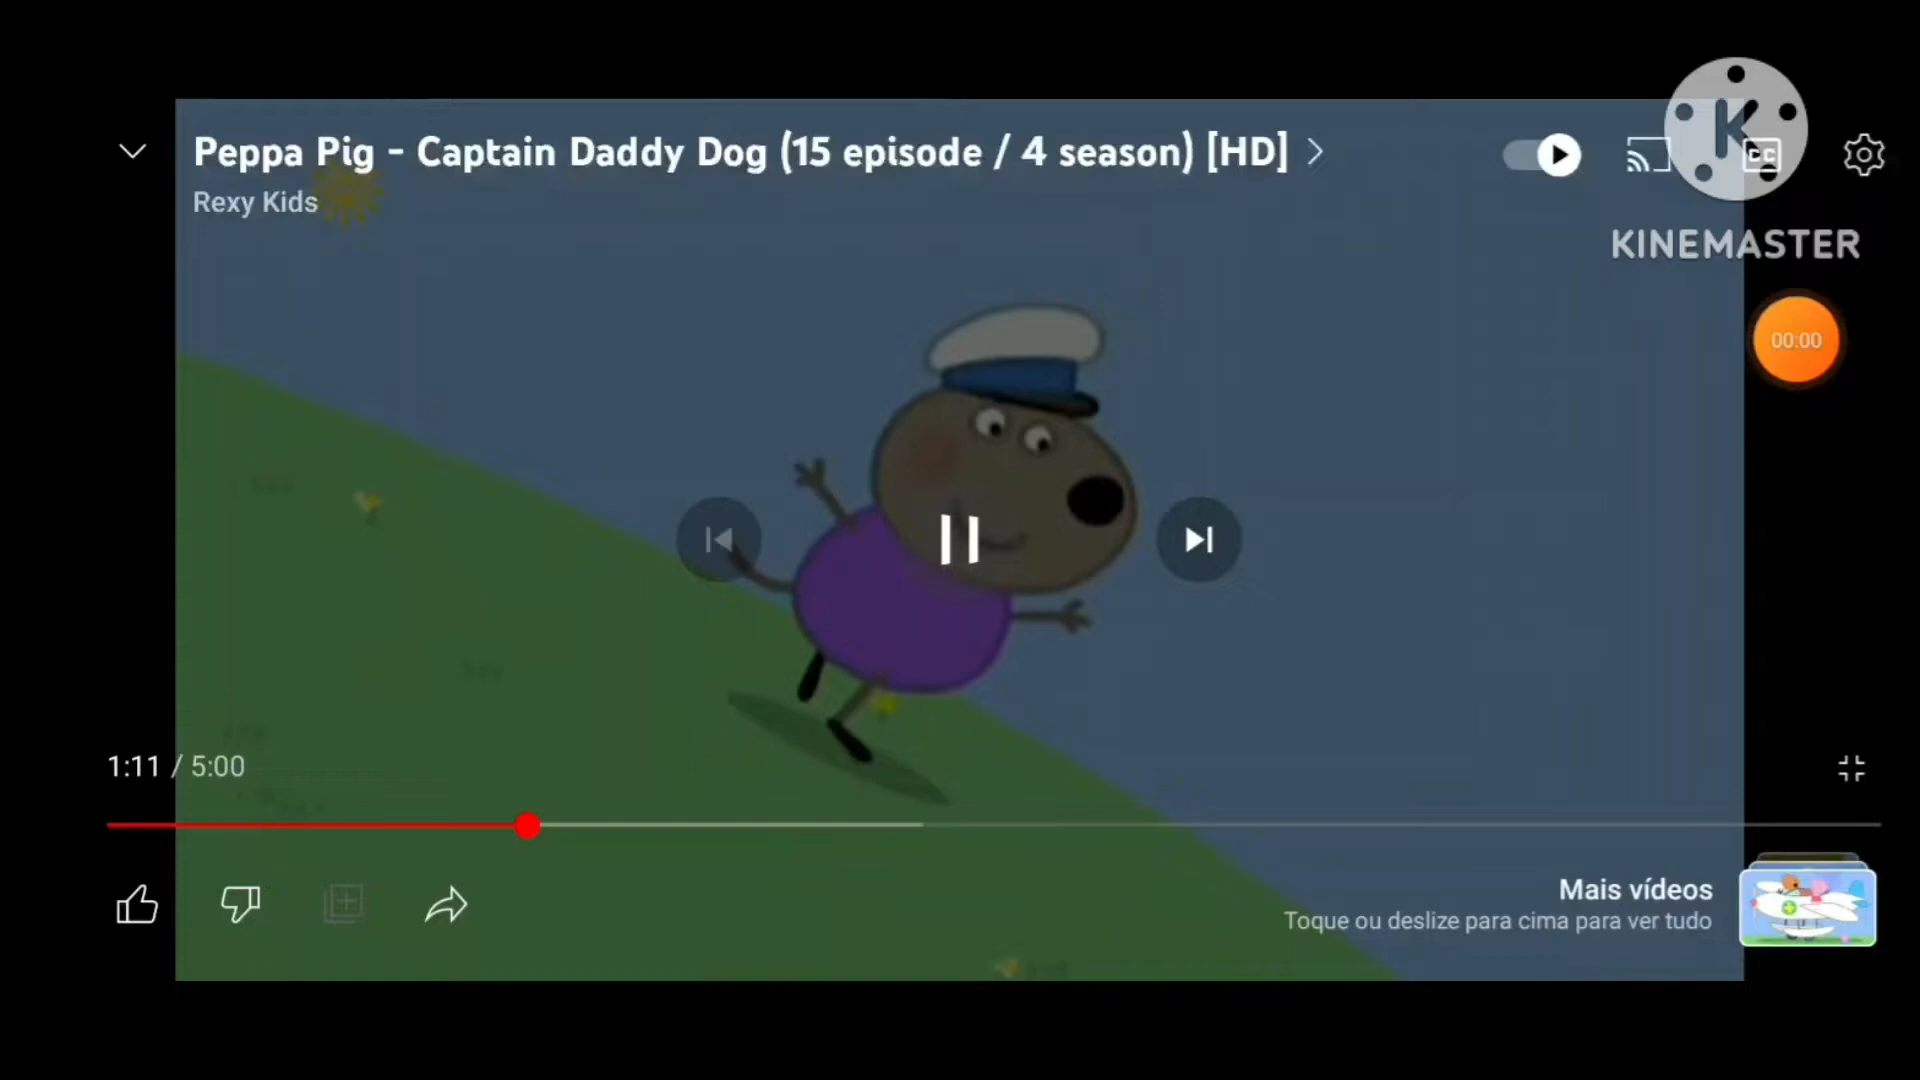 Peppa Pig - Captain Daddy Dog (15 episode / 4 season) [HD]
Rexy Kids
K
CC
KINEMASTER
00:00
1:11 / 5:00
Mais vídeos
Toque ou deslize para cima para ver tudo